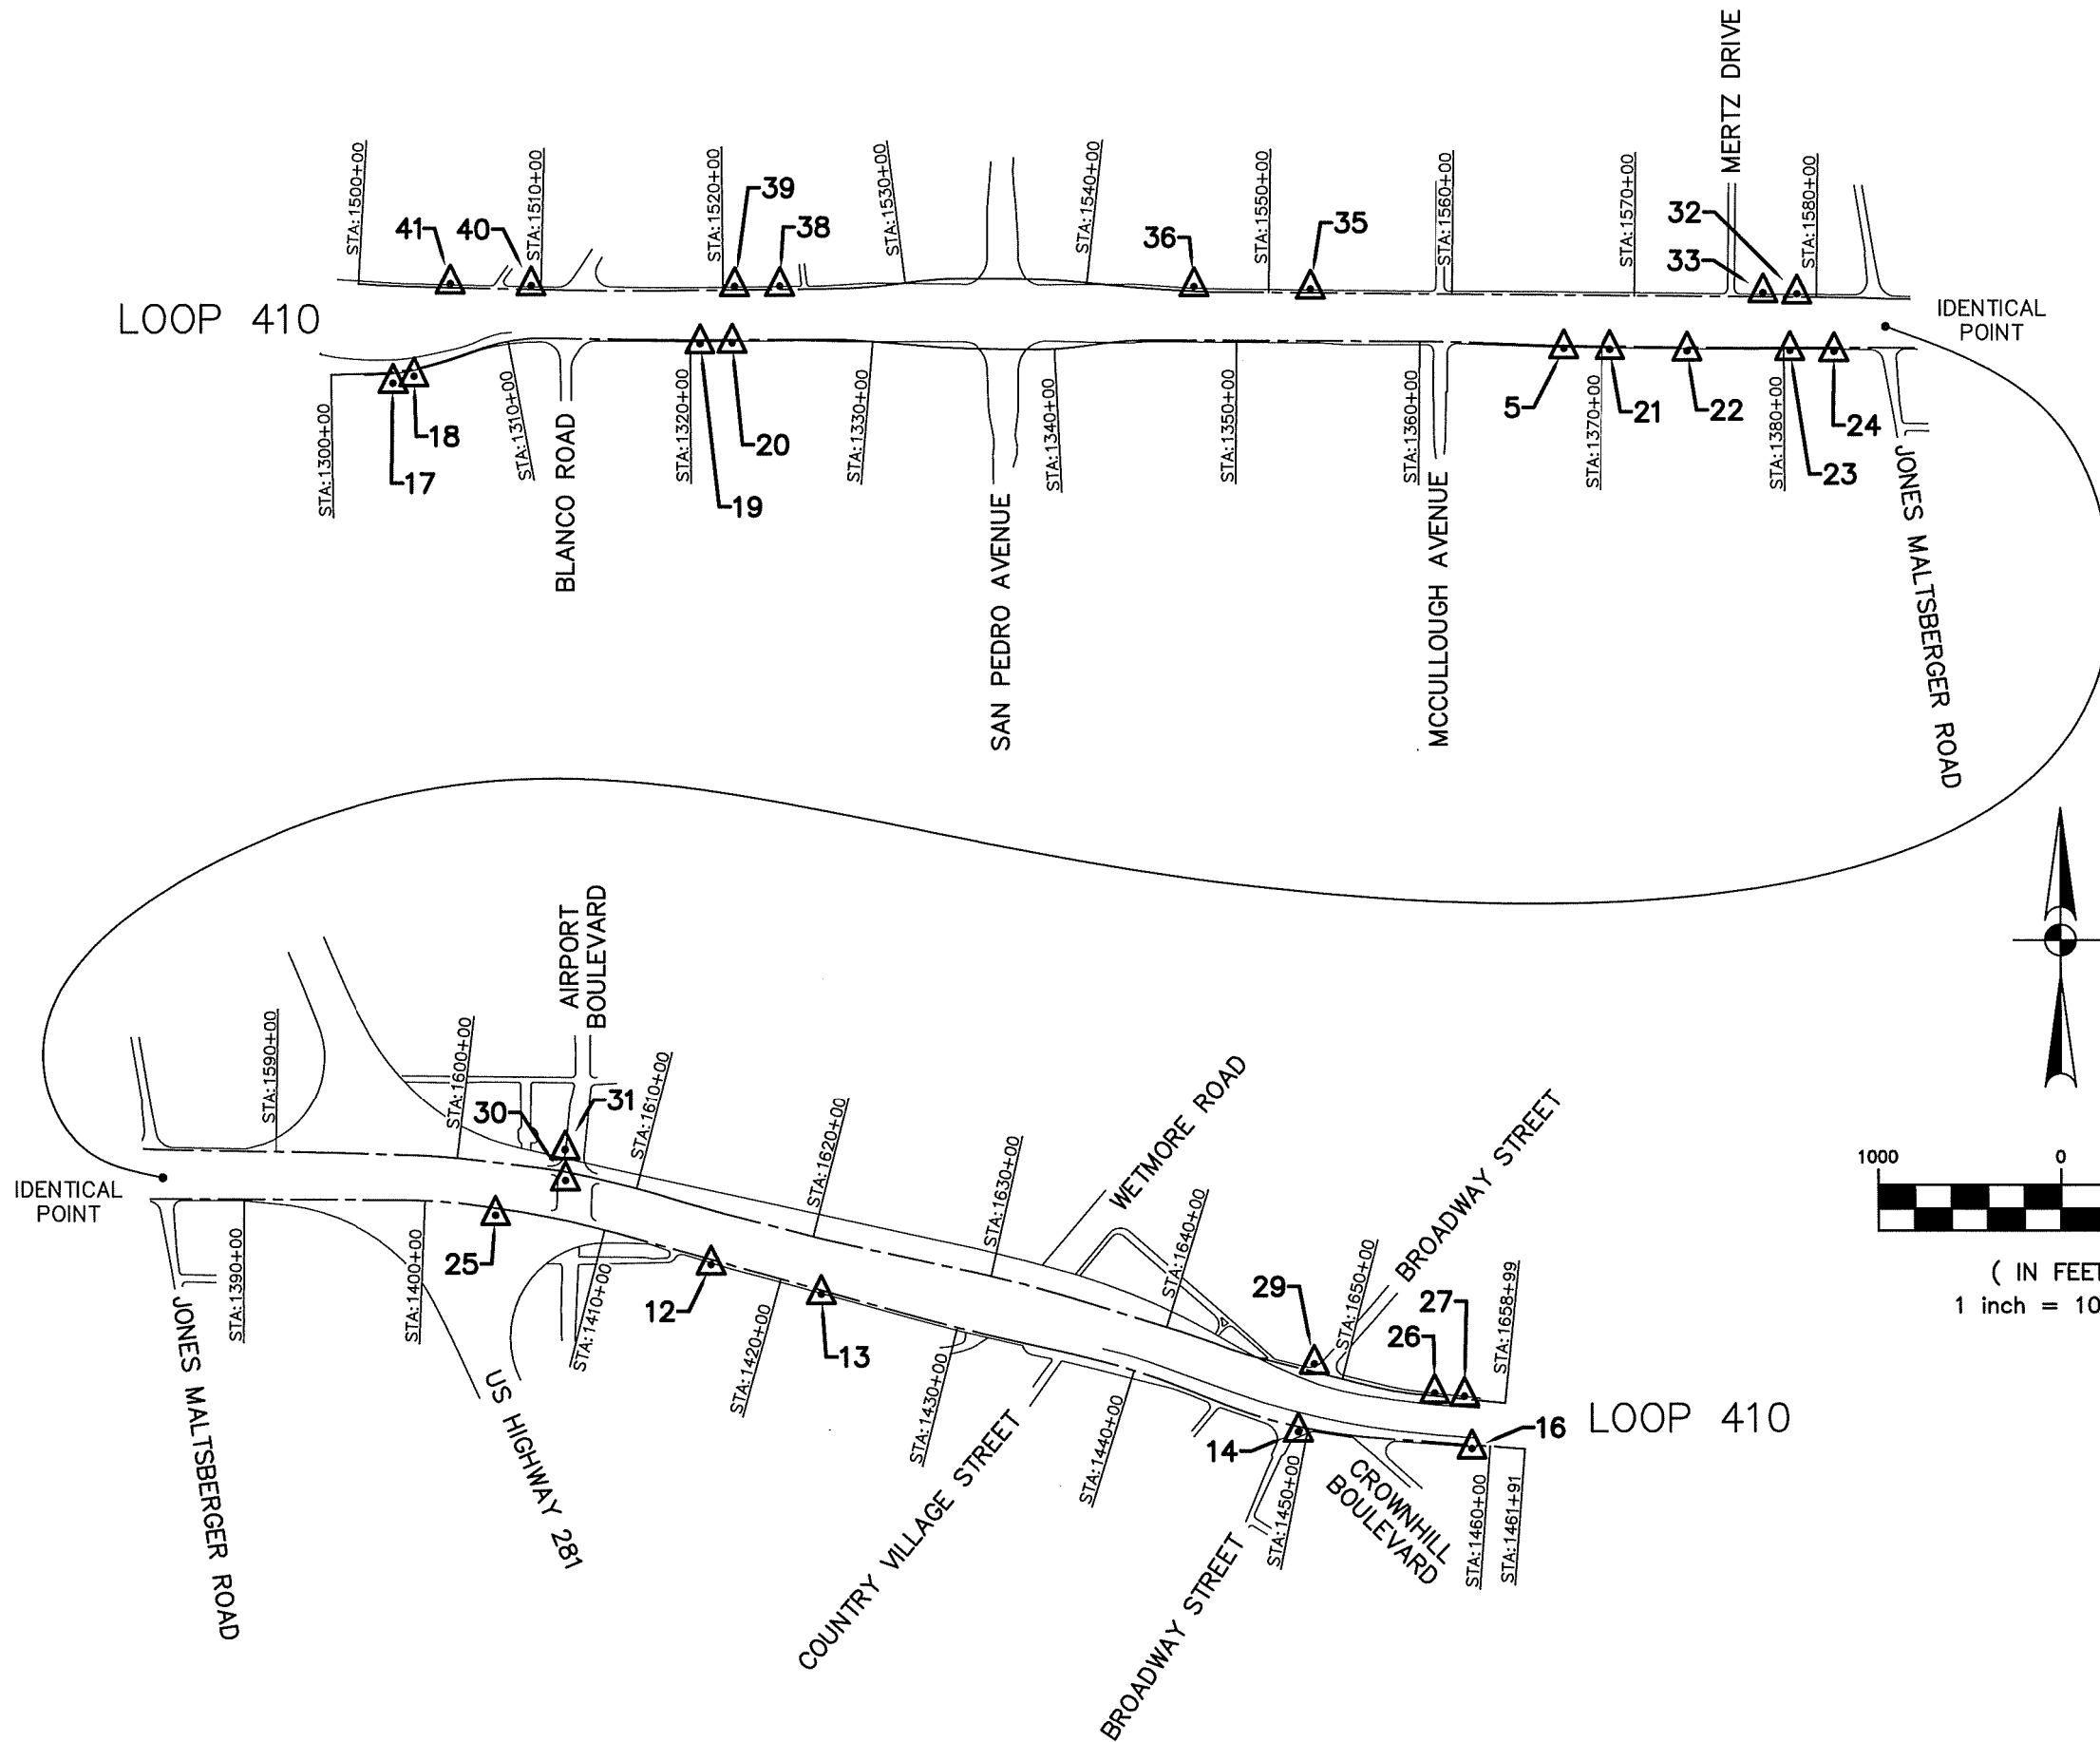 MERTZ DRIVE
STA:1500+00
STA:1510+00
STA:1520+00
STA:1530+00
STA:1540+00
STA:1550+00
STA:1560+00
STA:1570+00
STA:1580+00
41
40
39
38
36
35
32
33
LOOP 410
IDENTICAL
POINT
17
18
19
20
5
21
22
23
24
STA:1300+00
STA:1310+00
STA:1320+00
STA:1330+00
STA:1340+00
STA:1350+00
STA:1360+00
STA:1370+00
STA:1380+00
BLANCO ROAD
SAN PEDRO AVENUE
MCCULLOUGH AVENUE
JONES MALTSBERGER ROAD
AIRPORT
BOULEVARD
STA:1590+00
STA:1600+00
STA:1610+00
STA:1620+00
STA:1630+00
STA:1640+00
STA:1650+00
STA:1658+99
WETMORE ROAD
BROADWAY STREET
30
31
29
27
26
IDENTICAL
POINT
25
12
13
14
16
LOOP 410
STA:1390+00
STA:1400+00
STA:1410+00
STA:1420+00
STA:1430+00
STA:1440+00
STA:1450+00
STA:1460+00
STA:1461+91
JONES MALTSBERGER ROAD
US HIGHWAY 281
COUNTRY VILLAGE STREET
BROADWAY STREET
CROWNHILL
BOULEVARD
1000 0
( IN FEET
1 inch = 10